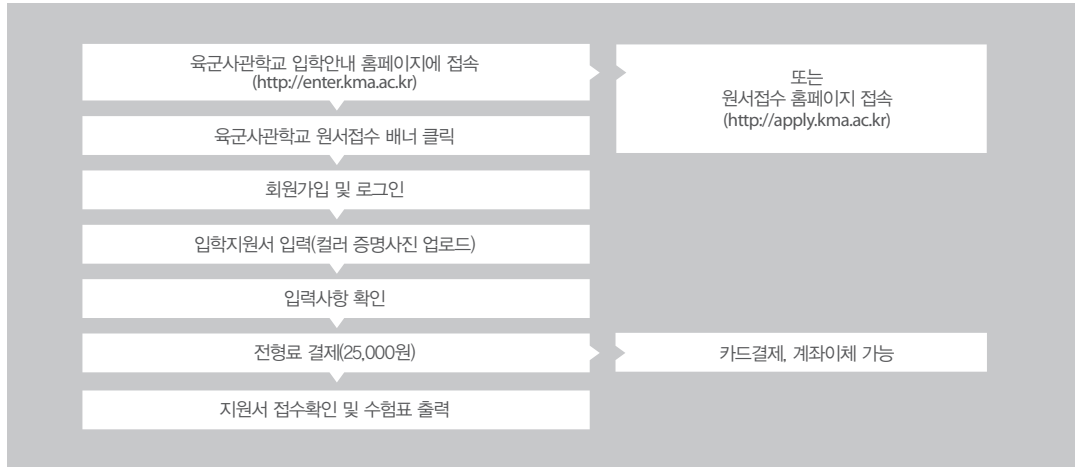 육군사관학교 입학안내 홈페이지에 접속
(http://enter.kma.ac.kr)
또는
원서접수 홈페이지 접속
(http://apply.kma.ac.kr)
육군사관학교 원서접수 배너 클릭
회원가입 및 로그인
입학지원서 입력(컬러 증명사진 업로드)
입력사항 확인
전형료 결제(25,000원)
카드결제, 계좌이체 가능
지원서 접수확인 및 수험표 출력